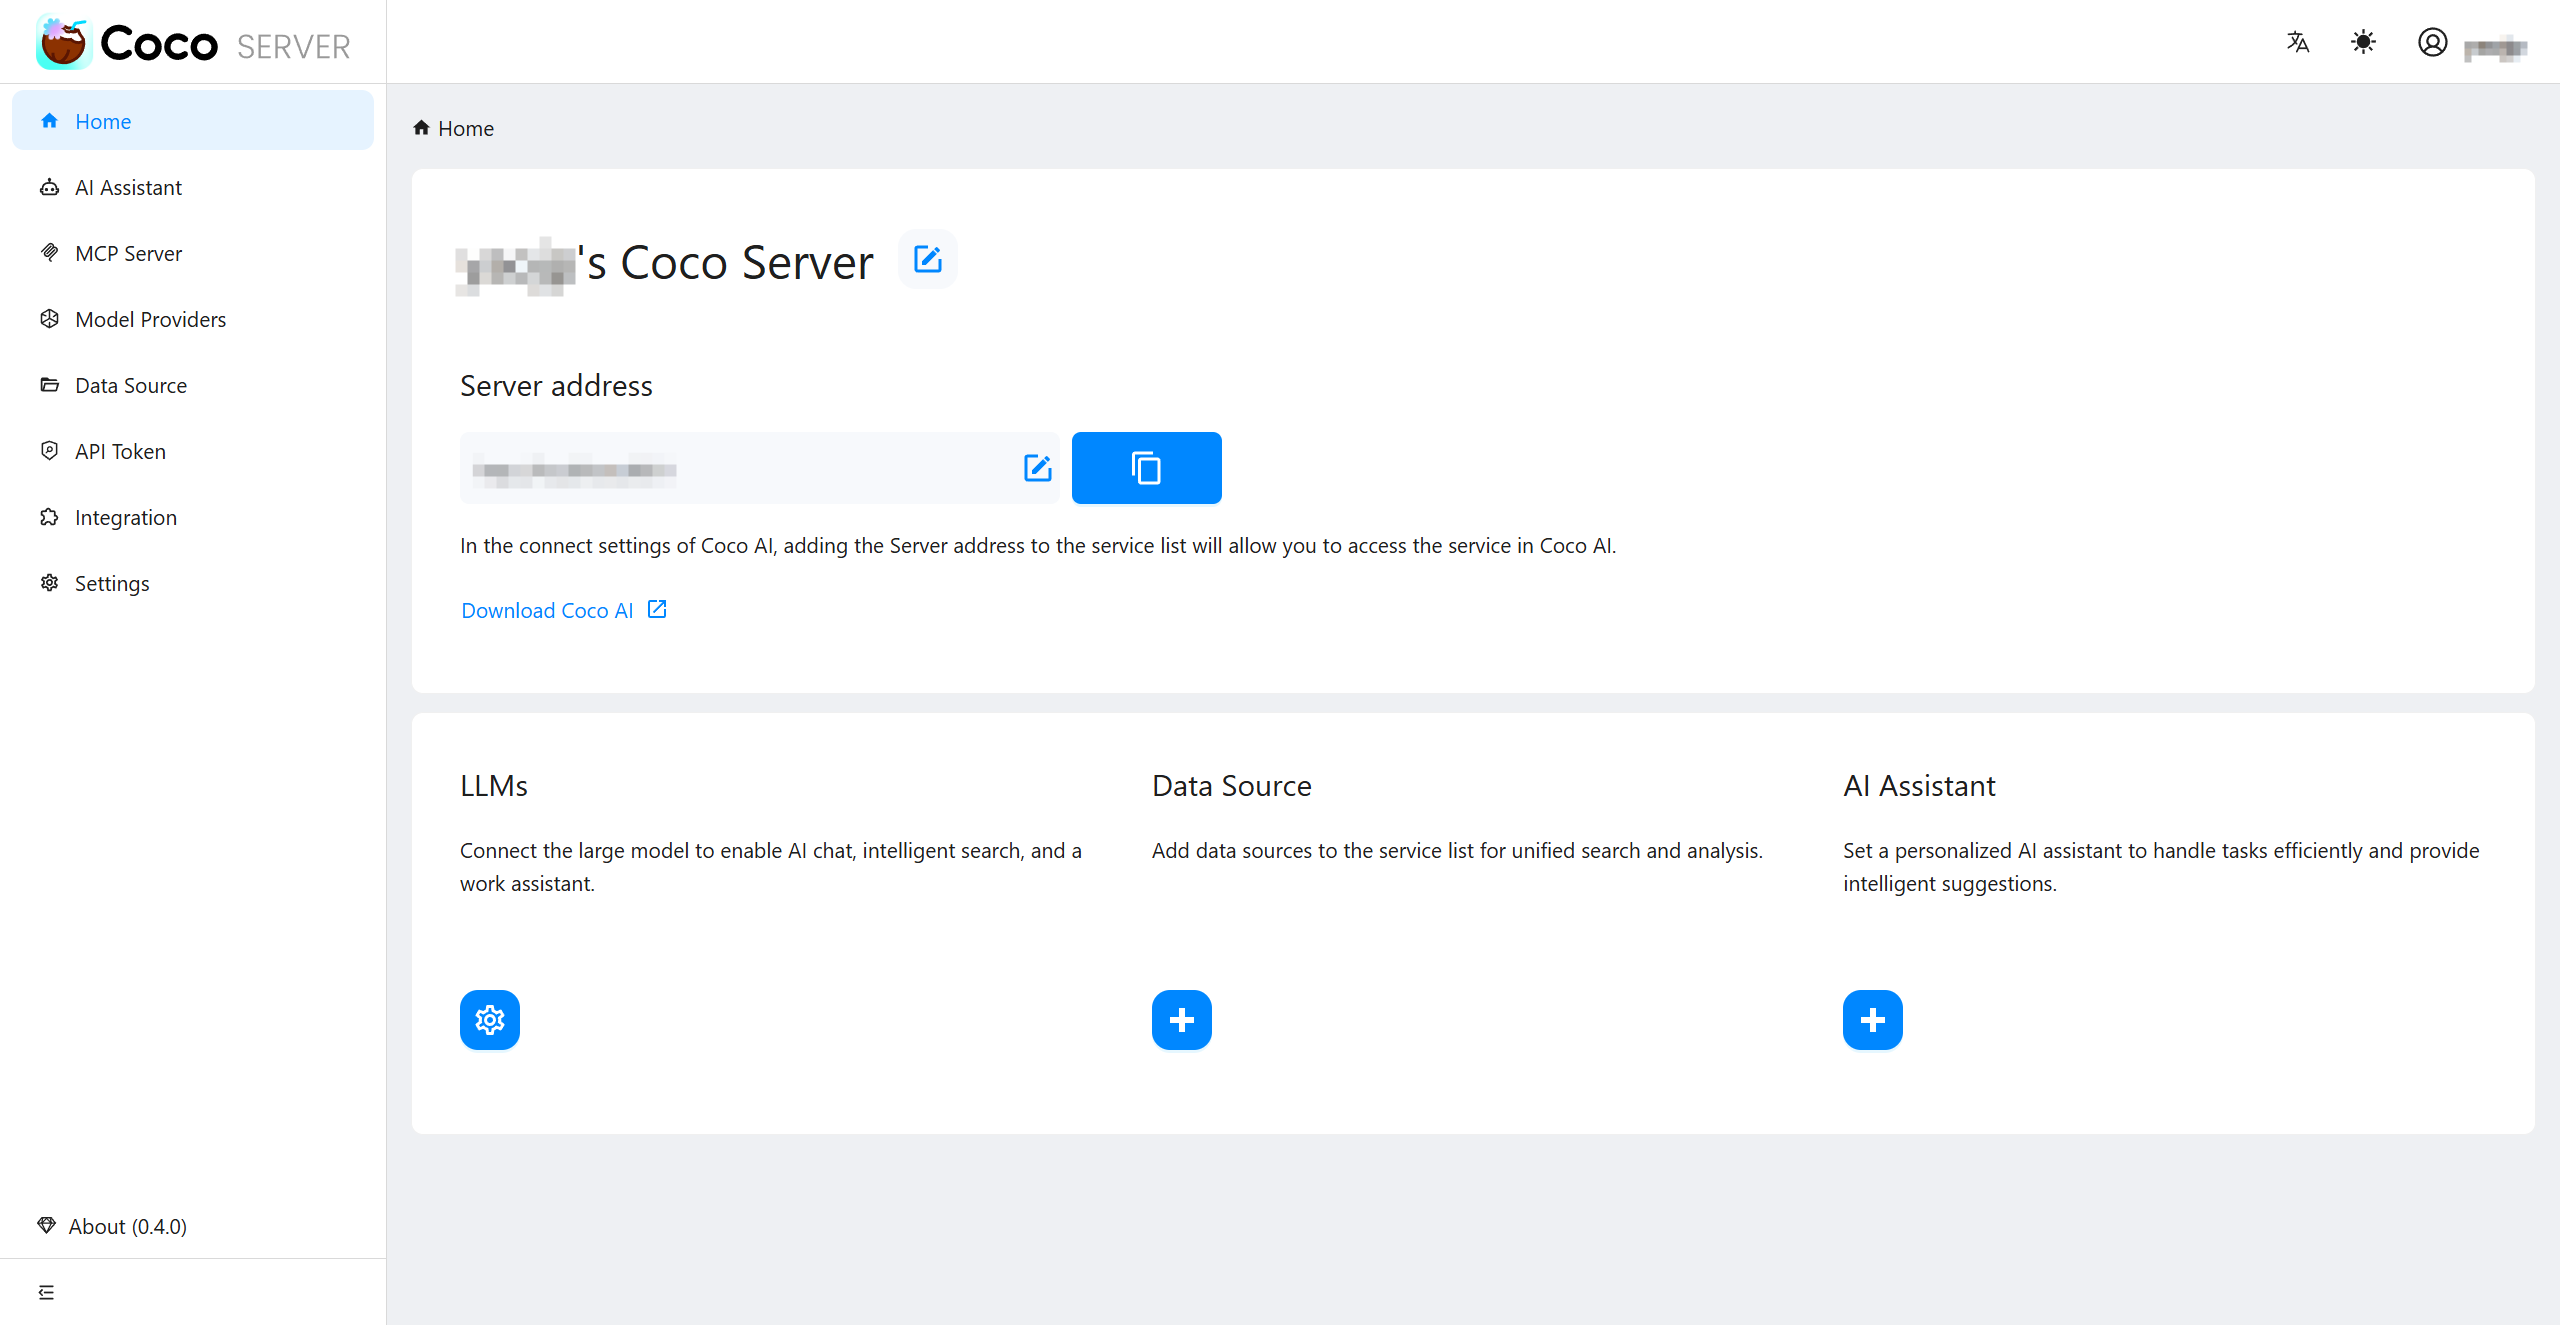 Coco SERVER
Home
AI Assistant
MCP Server
Model Providers
Data Source
API Token
Integration
Settings
About (0.4.0)
Home
's Coco Server
Server address
In the connect settings of Coco AI, adding the Server address to the service list will allow you to access the service in Coco AI.
Download Coco AI
LLMs
Connect the large model to enable AI chat, intelligent search, and a
work assistant.
Data Source
Add data sources to the service list for unified search and analysis.
AI Assistant
Set a personalized AI assistant to handle tasks efficiently and provide
intelligent suggestions.